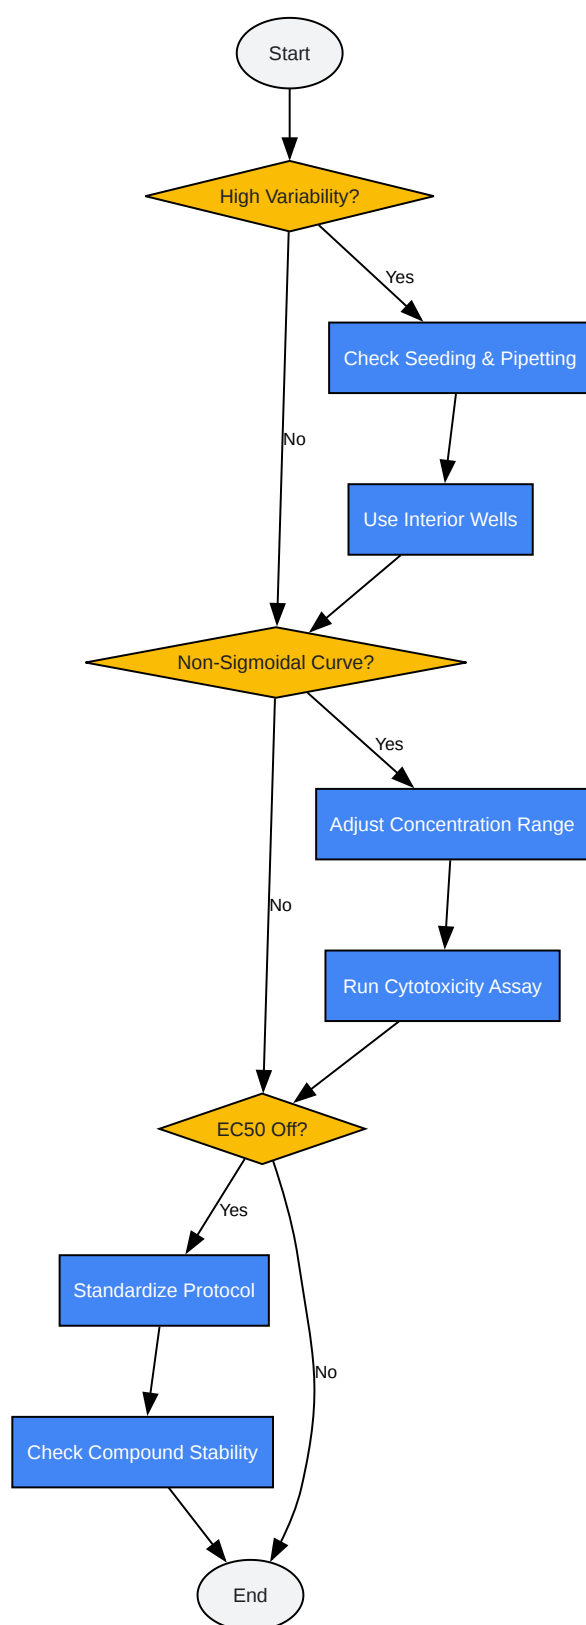 Start
High Variability?
Yes
Check Seeding & Pipetting
No
Use Interior Wells
Non-Sigmoidal Curve?
Yes
Adjust Concentration Range
No
Run Cytotoxicity Assay
EC50 Off?
Yes
Standardize Protocol
No
Check Compound Stability
End